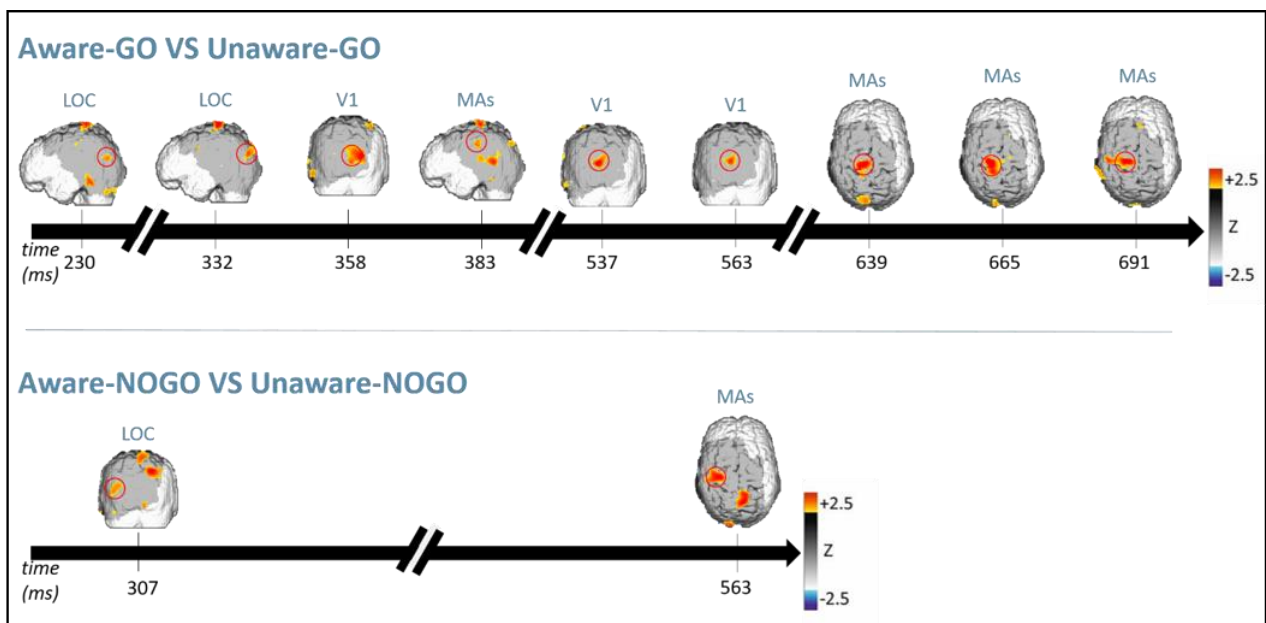 Aware-GO VS Unaware-GO
LOC LOC V1 MAs V1 V1 MAs MAs MAs
+2.5
Z
-2.5
time
(ms)
230 332 358 383 537 563 639 665 691
Aware-NOGO VS Unaware-NOGO
LOC MAs
+2.5
Z
-2.5
time
(ms)
307 563